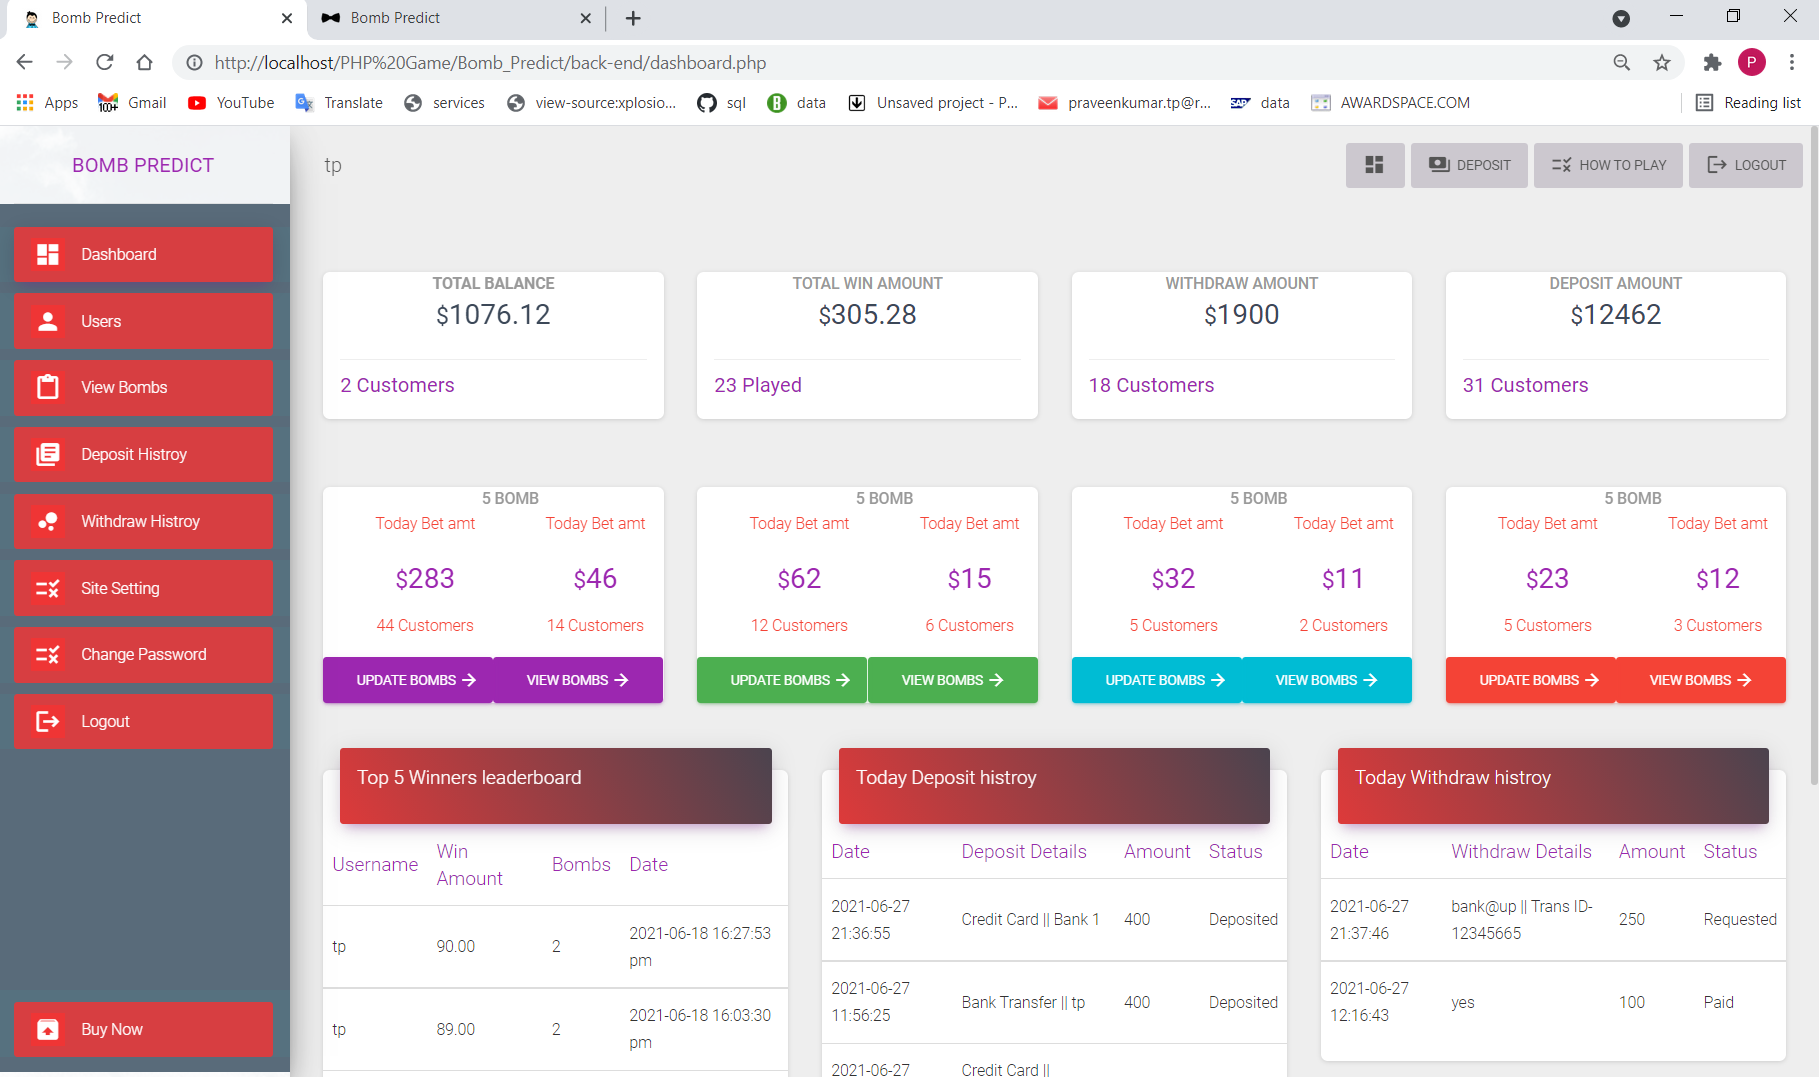 Bomb Predict
Bomb Predict
http://localhost/PHP%20Game/Bomb_Predict/back-end/dashboard.php
P
Apps
100+
Gmail
YouTube
Translate
services
view-source:xplosio...
sql
B
data
Unsaved project - P...
praveenkumar.tp@r...
SAP
data
AWARDSPACE.COM
Reading list
BOMB PREDICT
tp
DEPOSIT
HOW TO PLAY
LOGOUT
Dashboard
Users
View Bombs
Deposit Histroy
Withdraw Histroy
Site Setting
Change Password
Logout
Buy Now
TOTAL BALANCE
$1076.12
2 Customers
TOTAL WIN AMOUNT
$305.28
23 Played
WITHDRAW AMOUNT
$1900
18 Customers
DEPOSIT AMOUNT
$12462
31 Customers
5 BOMB
Today Bet amt Today Bet amt
$283 $46
44 Customers 14 Customers
UPDATE BOMBS VIEW BOMBS
5 BOMB
Today Bet amt Today Bet amt
$62 $15
12 Customers 6 Customers
UPDATE BOMBS VIEW BOMBS
5 BOMB
Today Bet amt Today Bet amt
$32 $11
5 Customers 2 Customers
UPDATE BOMBS VIEW BOMBS
5 BOMB
Today Bet amt Today Bet amt
$23 $12
5 Customers 3 Customers
UPDATE BOMBS VIEW BOMBS
Top 5 Winners leaderboard
Username Win Amount Bombs Date
tp 90.00 2 2021-06-18 16:27:53 pm
tp 89.00 2 2021-06-18 16:03:30 pm
Today Deposit histroy
Date Deposit Details Amount Status
2021-06-27 21:36:55 Credit Card || Bank 1 400 Deposited
2021-06-27 11:56:25 Bank Transfer || tp 400 Deposited
2021-06-27 Credit Card ||
Today Withdraw histroy
Date Withdraw Details Amount Status
2021-06-27 21:37:46 bank@up || Trans ID-12345665 250 Requested
2021-06-27 12:16:43 yes 100 Paid